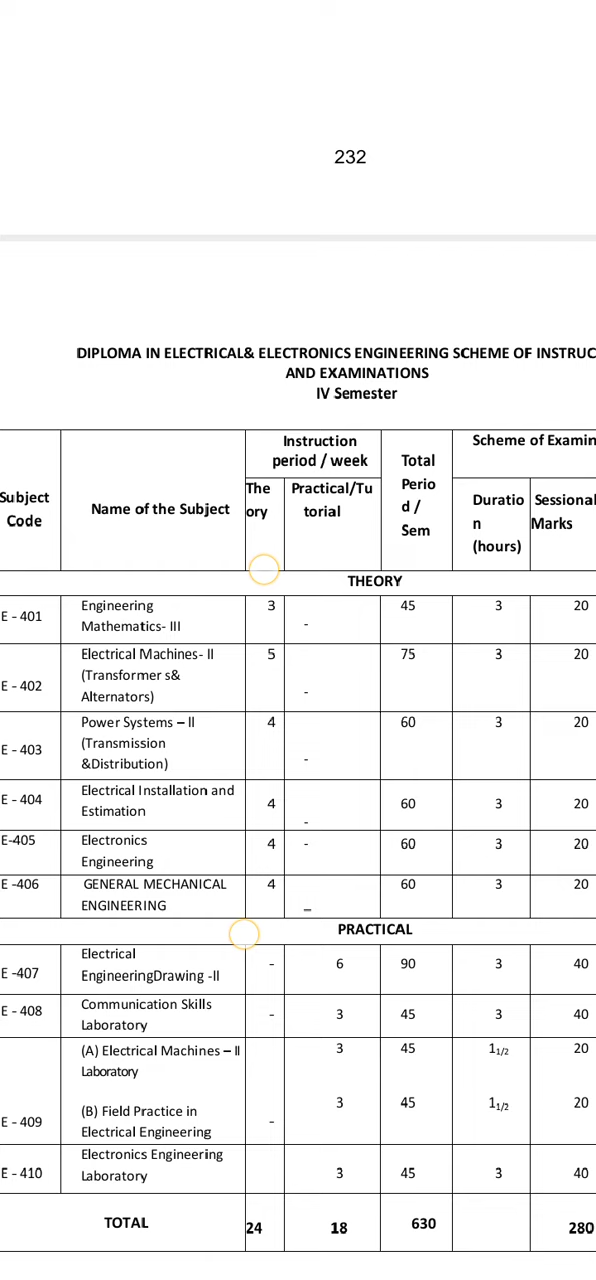 232
DIPLOMA IN ELECTRICAL& ELECTRONICS ENGINEERING SCHEME OF INSTRUC
AND EXAMINATIONS
IV Semester
Subject Code | Name of the Subject | Instruction period / week | Total Perio d / Sem | Scheme of Examin
The ory | Practical/Tu torial | Duratio n (hours) | Sessional Marks
THEORY
E - 401 | Engineering Mathematics- III | 3 | - | 45 | 3 | 20
E - 402 | Electrical Machines- II (Transformer s& Alternators) | 5 | - | 75 | 3 | 20
E - 403 | Power Systems – II (Transmission &Distribution) | 4 | - | 60 | 3 | 20
E - 404 | Electrical Installation and Estimation | 4 | - | 60 | 3 | 20
E-405 | Electronics Engineering | 4 | - | 60 | 3 | 20
E -406 | GENERAL MECHANICAL ENGINEERING | 4 | – | 60 | 3 | 20
PRACTICAL
E -407 | Electrical EngineeringDrawing -II | - | 6 | 90 | 3 | 40
E - 408 | Communication Skills Laboratory | - | 3 | 45 | 3 | 40
(A) Electrical Machines – II Laboratory | 3 | 45 | 1 1/2 | 20
E - 409 | (B) Field Practice in Electrical Engineering | - | 3 | 45 | 1 1/2 | 20
E - 410 | Electronics Engineering Laboratory | 3 | 45 | 3 | 40
TOTAL | 24 | 18 | 630 | 280